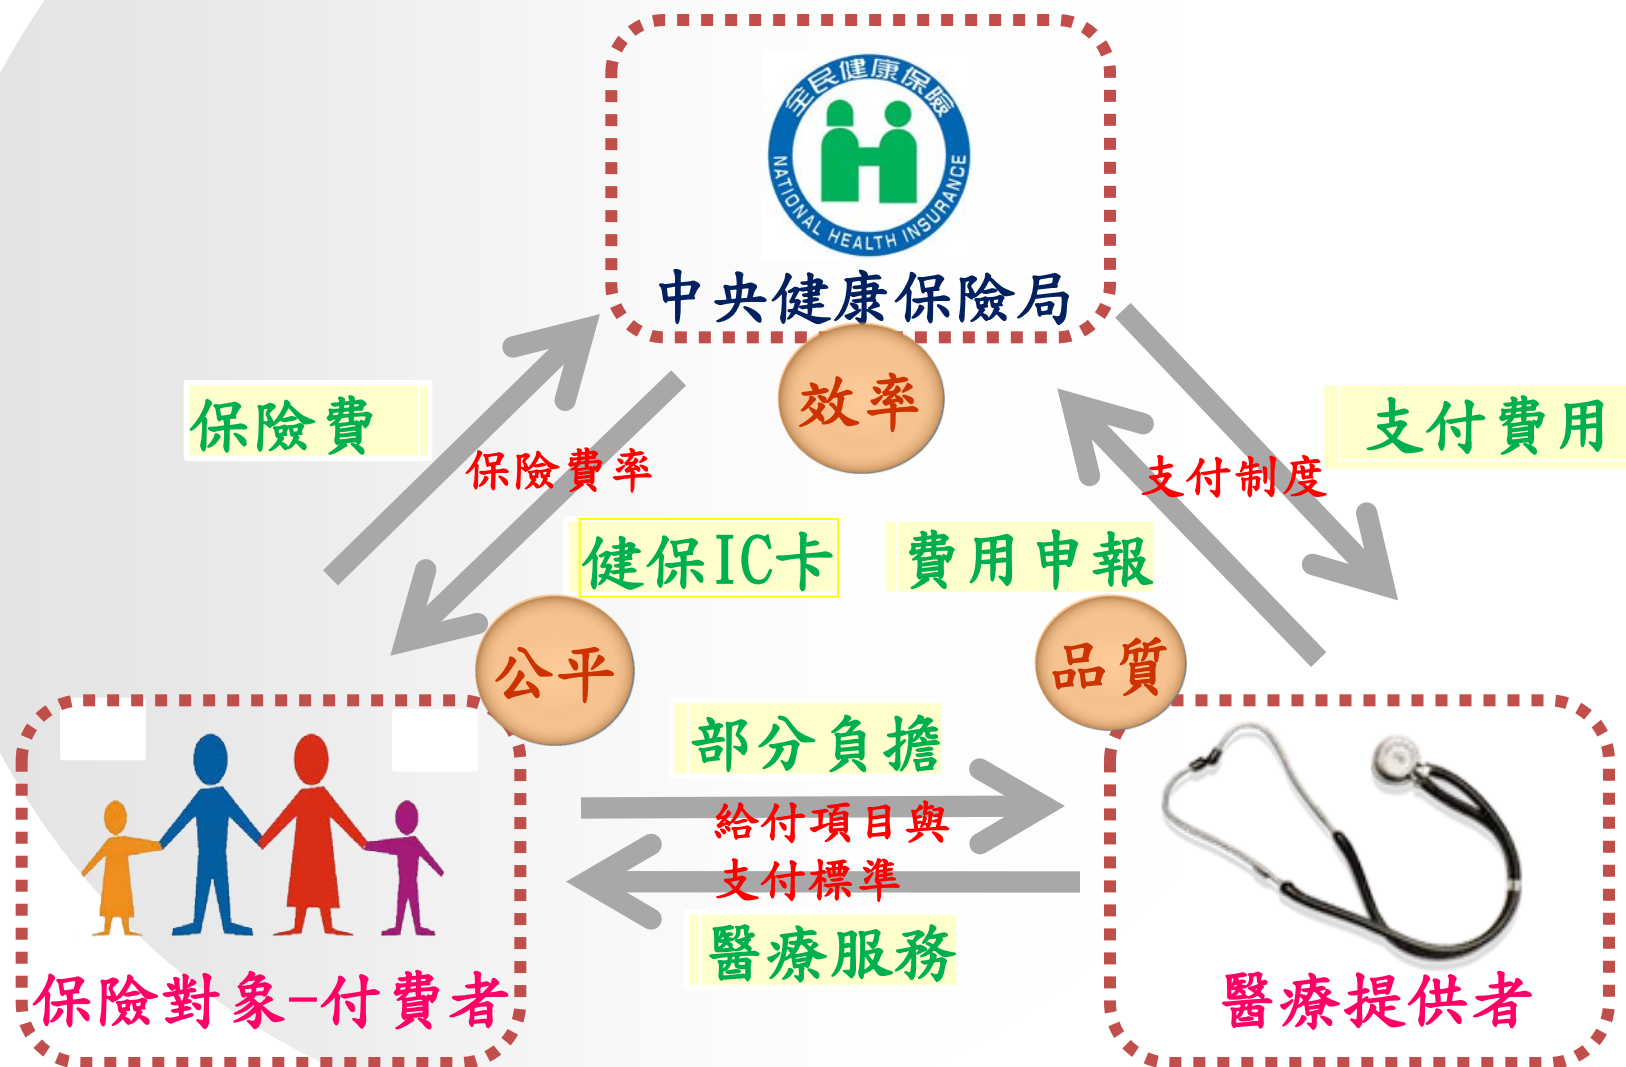 全民健康保險
NATIONAL HEALTH INSURANCE
中央健康保險局
效率
保險費
支付費用
保險費率
支付制度
健保IC卡
費用申報
公平
品質
部分負擔
給付項目與
支付標準
醫療服務
保險對象-付費者
醫療提供者